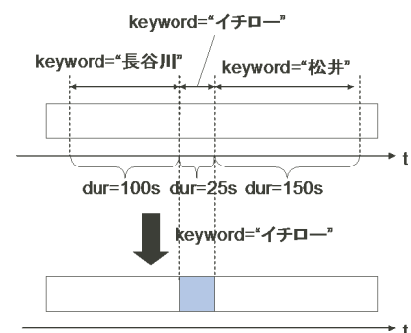 keyword=“イチロー”
keyword=“長谷川”
keyword=“松井”
t
dur=100s dur=25s dur=150s
keyword=“イチロー”
t